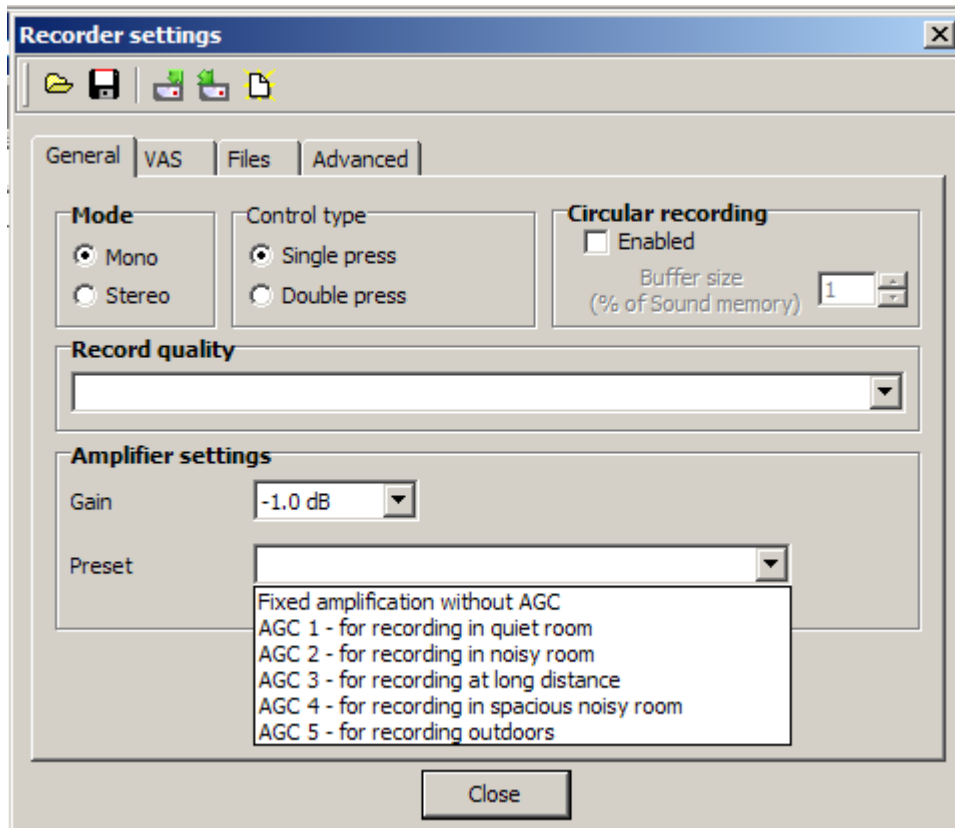 Recorder settings
General VAS Files Advanced
Mode
Mono
Stereo
Control type
Single press
Double press
Circular recording
Enabled
Buffer size
(% of Sound memory)
1
Record quality
Amplifier settings
Gain -1.0 dB
Preset
Fixed amplification without AGC
AGC 1 - for recording in quiet room
AGC 2 - for recording in noisy room
AGC 3 - for recording at long distance
AGC 4 - for recording in spacious noisy room
AGC 5 - for recording outdoors
Close